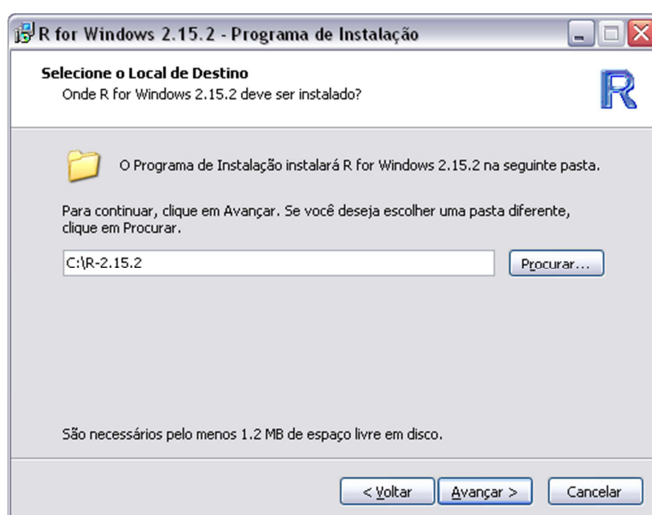 R for Windows 2.15.2 - Programa de Instalação
Selecione o Local de Destino
Onde R for Windows 2.15.2 deve ser instalado?
R
O Programa de Instalação instalará R for Windows 2.15.2 na seguinte pasta.
Para continuar, clique em Avançar. Se você deseja escolher uma pasta diferente,
clique em Procurar.
C:\R-2.15.2
Procurar...
São necessários pelo menos 1.2 MB de espaço livre em disco.
< Voltar
Avançar >
Cancelar